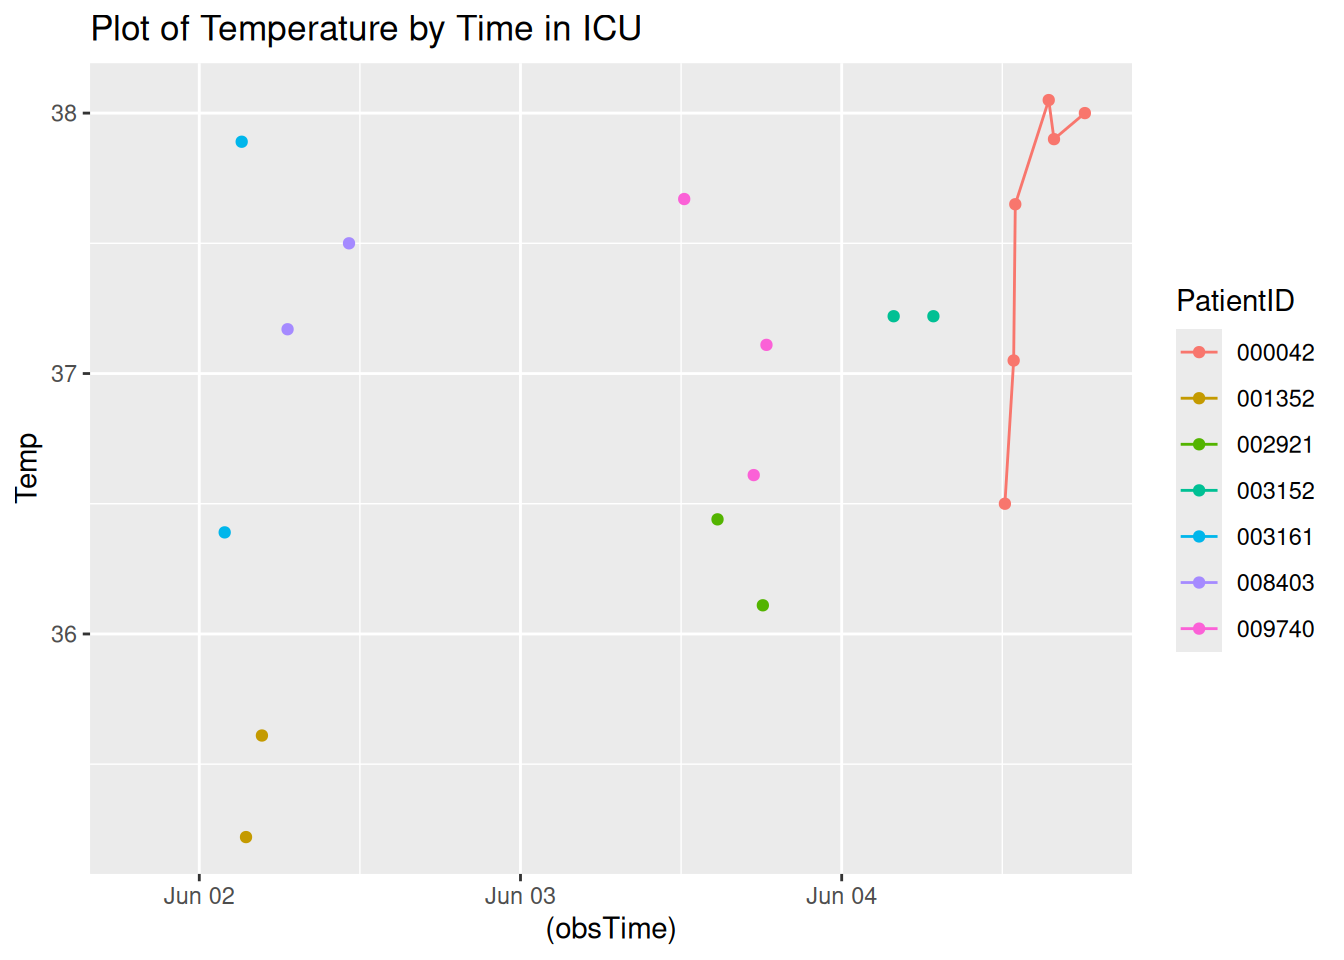 Plot of Temperature by Time in ICU
38
37
36
Temp
Jun 02 Jun 03 Jun 04
(obsTime)
PatientID
000042
001352
002921
003152
003161
008403
009740